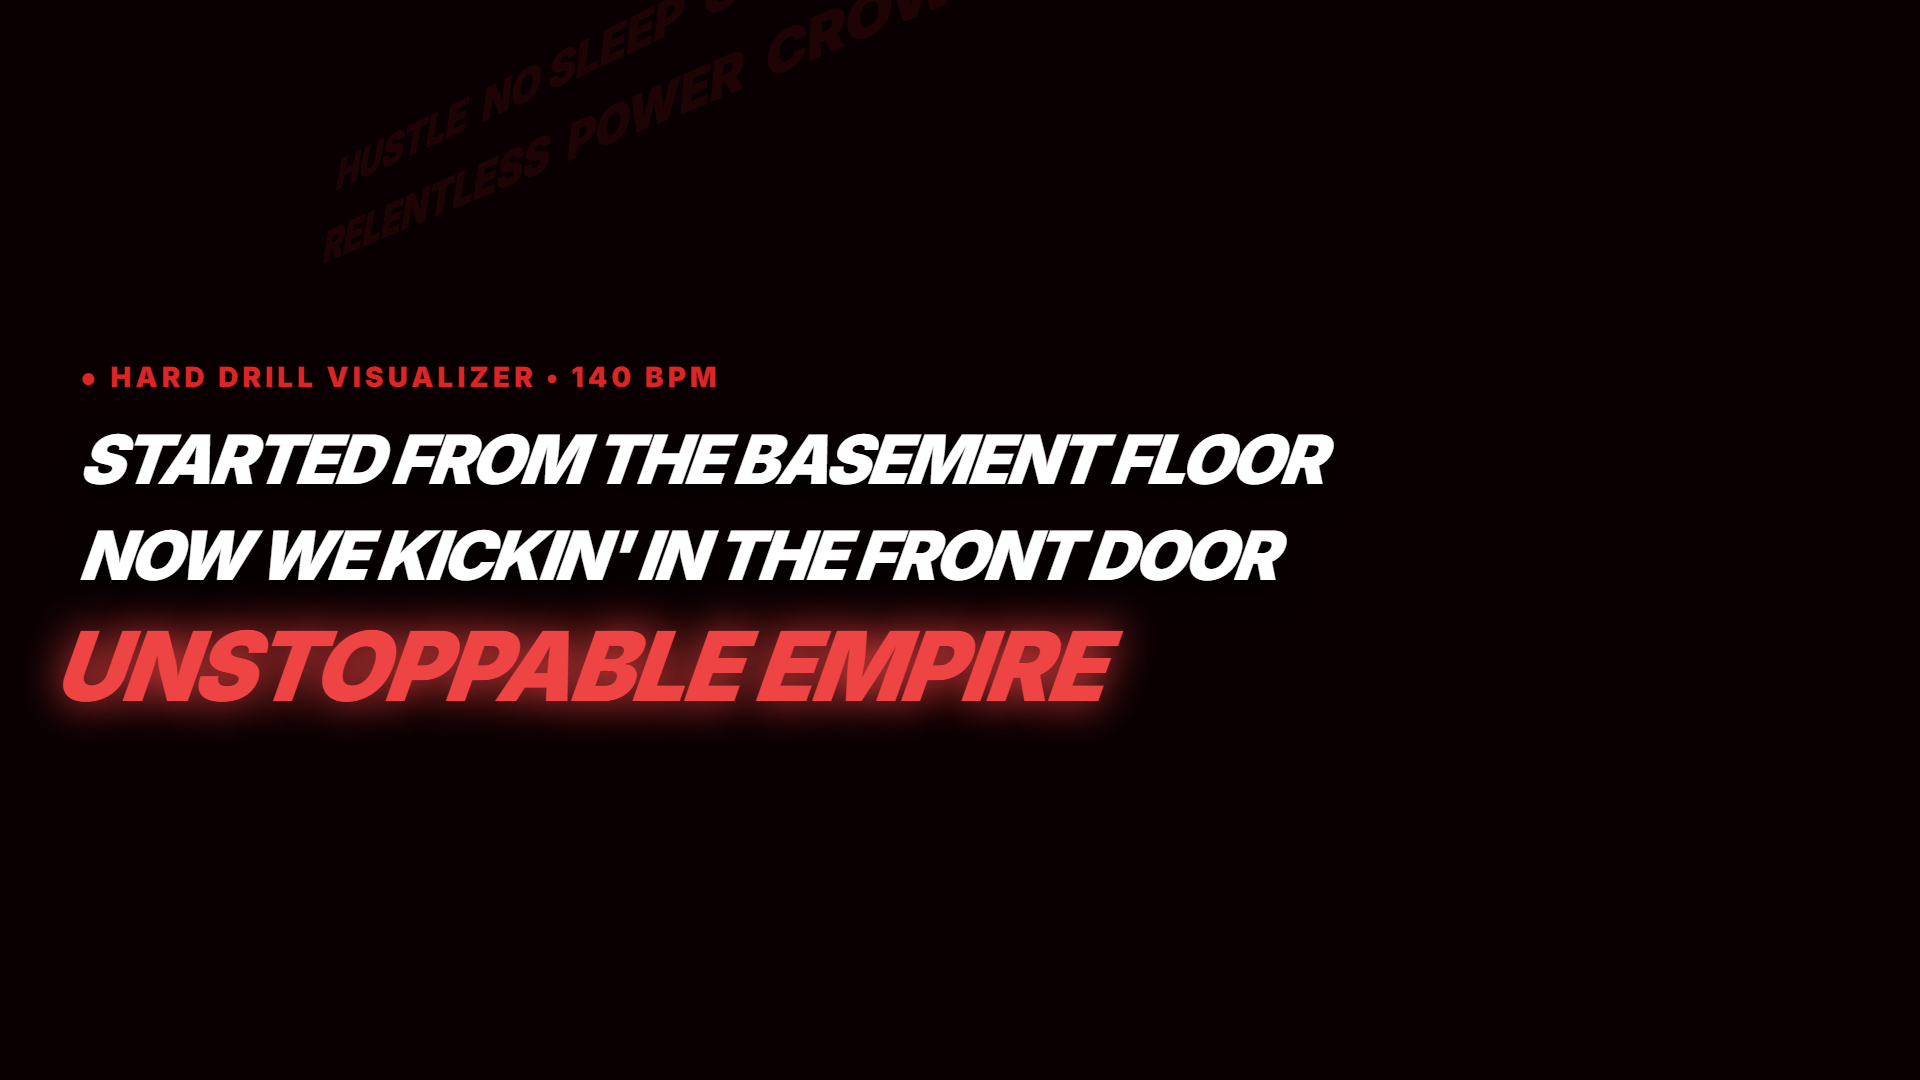 HUSTLE NO SLEEP
RELENTLESS POWER
• HARD DRILL VISUALIZER • 140 BPM
STARTED FROM THE BASEMENT FLOOR
NOW WE KICKIN' IN THE FRONT DOOR
UNSTOPPABLE EMPIRE